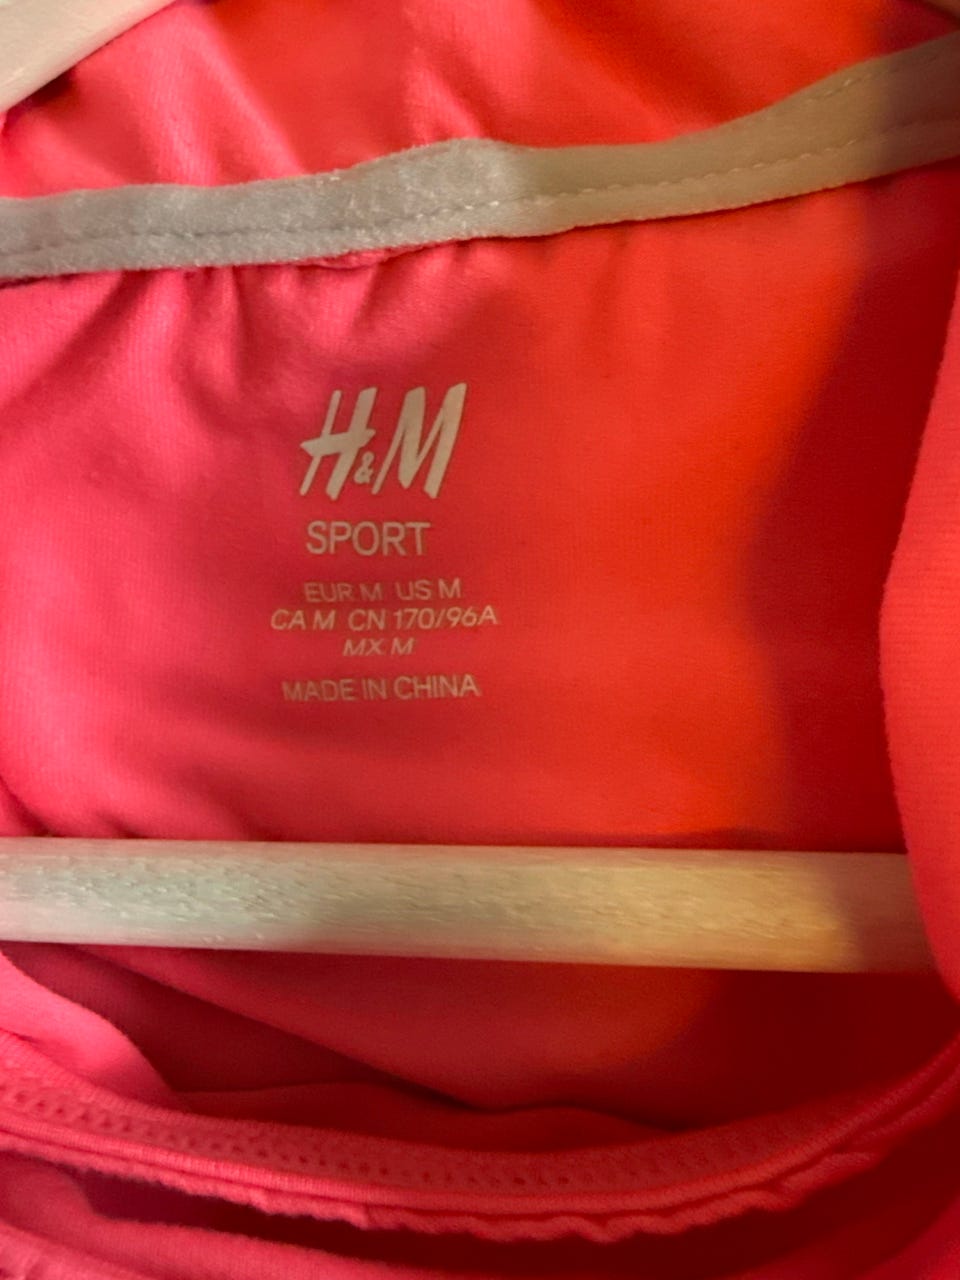 H&M
SPORT
EUR M US M
CA M CN 170/96A
MX M
MADE IN CHINA